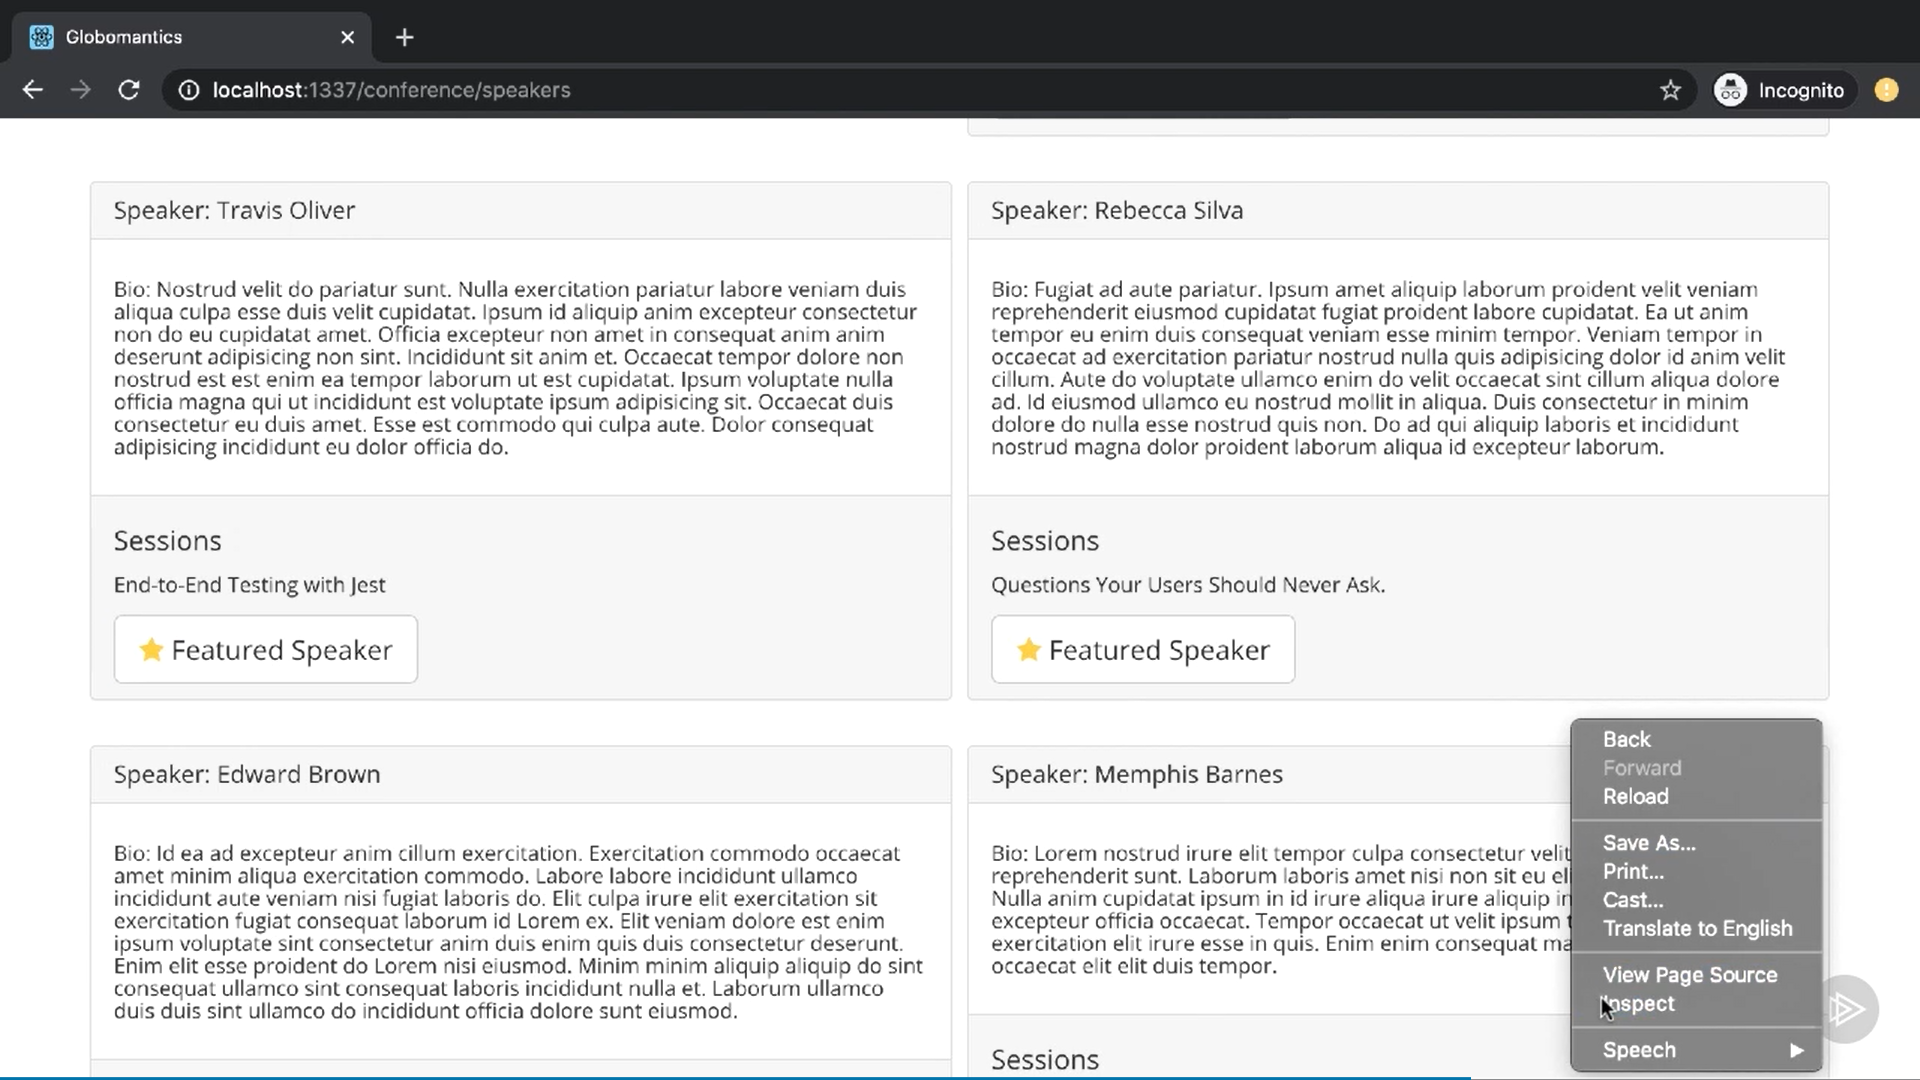 Globomantics
localhost:1337/conference/speakers
Incognito
Speaker: Travis Oliver
Bio: Nostrud velit do pariatur sunt. Nulla exercitation pariatur labore veniam duis
aliqua culpa esse duis velit cupidatat. Ipsum id aliquip anim excepteur consectetur
non do eu cupidatat amet. Officia excepteur non amet in consequat anim anim
deserunt adipisicing non sint. Incididunt sit anim et. Occaecat tempor dolore non
nostrud est est enim ea tempor laborum ut est cupidatat. Ipsum voluptate nulla
officia magna qui ut incididunt est voluptate ipsum adipisicing sit. Occaecat duis
consectetur eu duis amet. Esse est commodo qui culpa aute. Dolor consequat
adipisicing incididunt eu dolor officia do.
Sessions
End-to-End Testing with Jest
Featured Speaker
Speaker: Rebecca Silva
Bio: Fugiat ad aute pariatur. Ipsum amet aliquip laborum proident velit veniam
reprehenderit eiusmod cupidatat fugiat proident labore cupidatat. Ea ut anim
tempor eu enim duis consequat veniam esse minim tempor. Veniam tempor in
occaecat ad exercitation pariatur nostrud nulla quis adipisicing dolor id anim velit
cillum. Aute do voluptate ullamco enim do velit occaecat sint cillum aliqua dolore
ad. Id eiusmod ullamco eu nostrud mollit in aliqua. Duis consectetur in minim
dolore do nulla esse nostrud quis non. Do ad qui aliquip laboris et incididunt
nostrud magna dolor proident laborum aliqua id excepteur laborum.
Sessions
Questions Your Users Should Never Ask.
Featured Speaker
Speaker: Edward Brown
Bio: Id ea ad excepteur anim cillum exercitation. Exercitation commodo occaecat
amet minim aliqua exercitation commodo. Labore labore incididunt ullamco
incididunt aute veniam nisi fugiat laboris do. Elit culpa irure elit exercitation sit
exercitation fugiat consequat laborum id Lorem ex. Elit veniam dolore est enim
ipsum voluptate sint consectetur anim duis enim quis duis consectetur deserunt.
Enim elit esse proident do Lorem nisi eiusmod. Minim minim aliquip aliquip do sint
consequat ullamco sint consequat laboris incididunt nulla et. Laborum ullamco
duis duis sint ullamco do incididunt officia dolore sunt eiusmod.
Speaker: Memphis Barnes
Bio: Lorem nostrud irure elit tempor culpa consectetur velit
reprehenderit sunt. Laborum laboris amet nisi non sit eu
Nulla anim cupidatat ipsum in id irure aliqua irure aliquip
excepteur officia occaecat. Tempor occaecat ut velit ipsum
exercitation elit irure esse in quis. Enim enim consequat
occaecat elit elit duis tempor.
Sessions
Back
Forward
Reload
Save As...
Print...
Cast...
Translate to English
View Page Source
Inspect
Speech